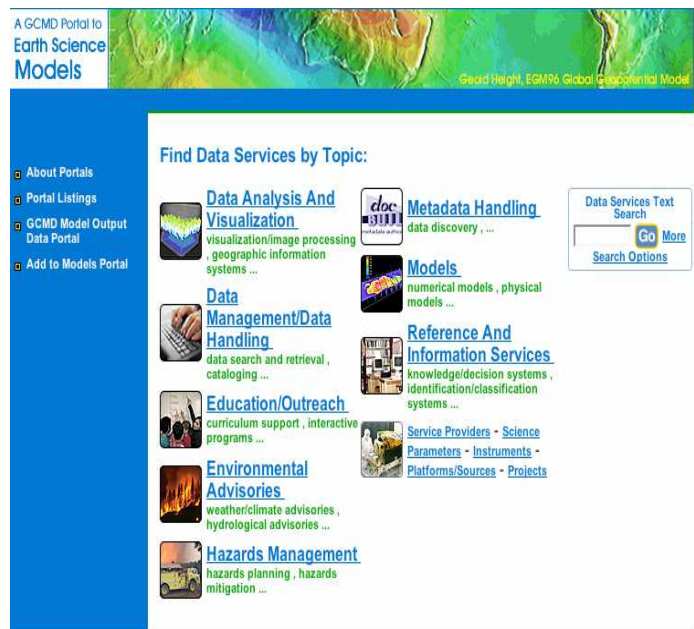 A GCMD Portal to
Earth Science
Models
Geoid Height, EGM96 Global Geopotential Model
About Portals
Portal Listings
GCMD Model Output
Data Portal
Add to Models Portal
Find Data Services by Topic:
Data Analysis And
Visualization
visualization/image processing
, geographic information
systems ...
Data
Management/Data
Handling
data search and retrieval ,
cataloging ...
Education/Outreach
curriculum support , interactive
programs ...
Environmental
Advisories
weather/climate advisories ,
hydrological advisories ...
Hazards Management
hazards planning , hazards
mitigation ...
doc
BUIL
metadata author
Metadata Handling
data discovery , ...
Models
numerical models , physical
models ...
Reference And
Information Services
knowledge/decision systems ,
identification/classification
systems ...
Service Providers - Science
Parameters - Instruments -
Platforms/Sources - Projects
Data Services Text
Search
Go More
Search Options